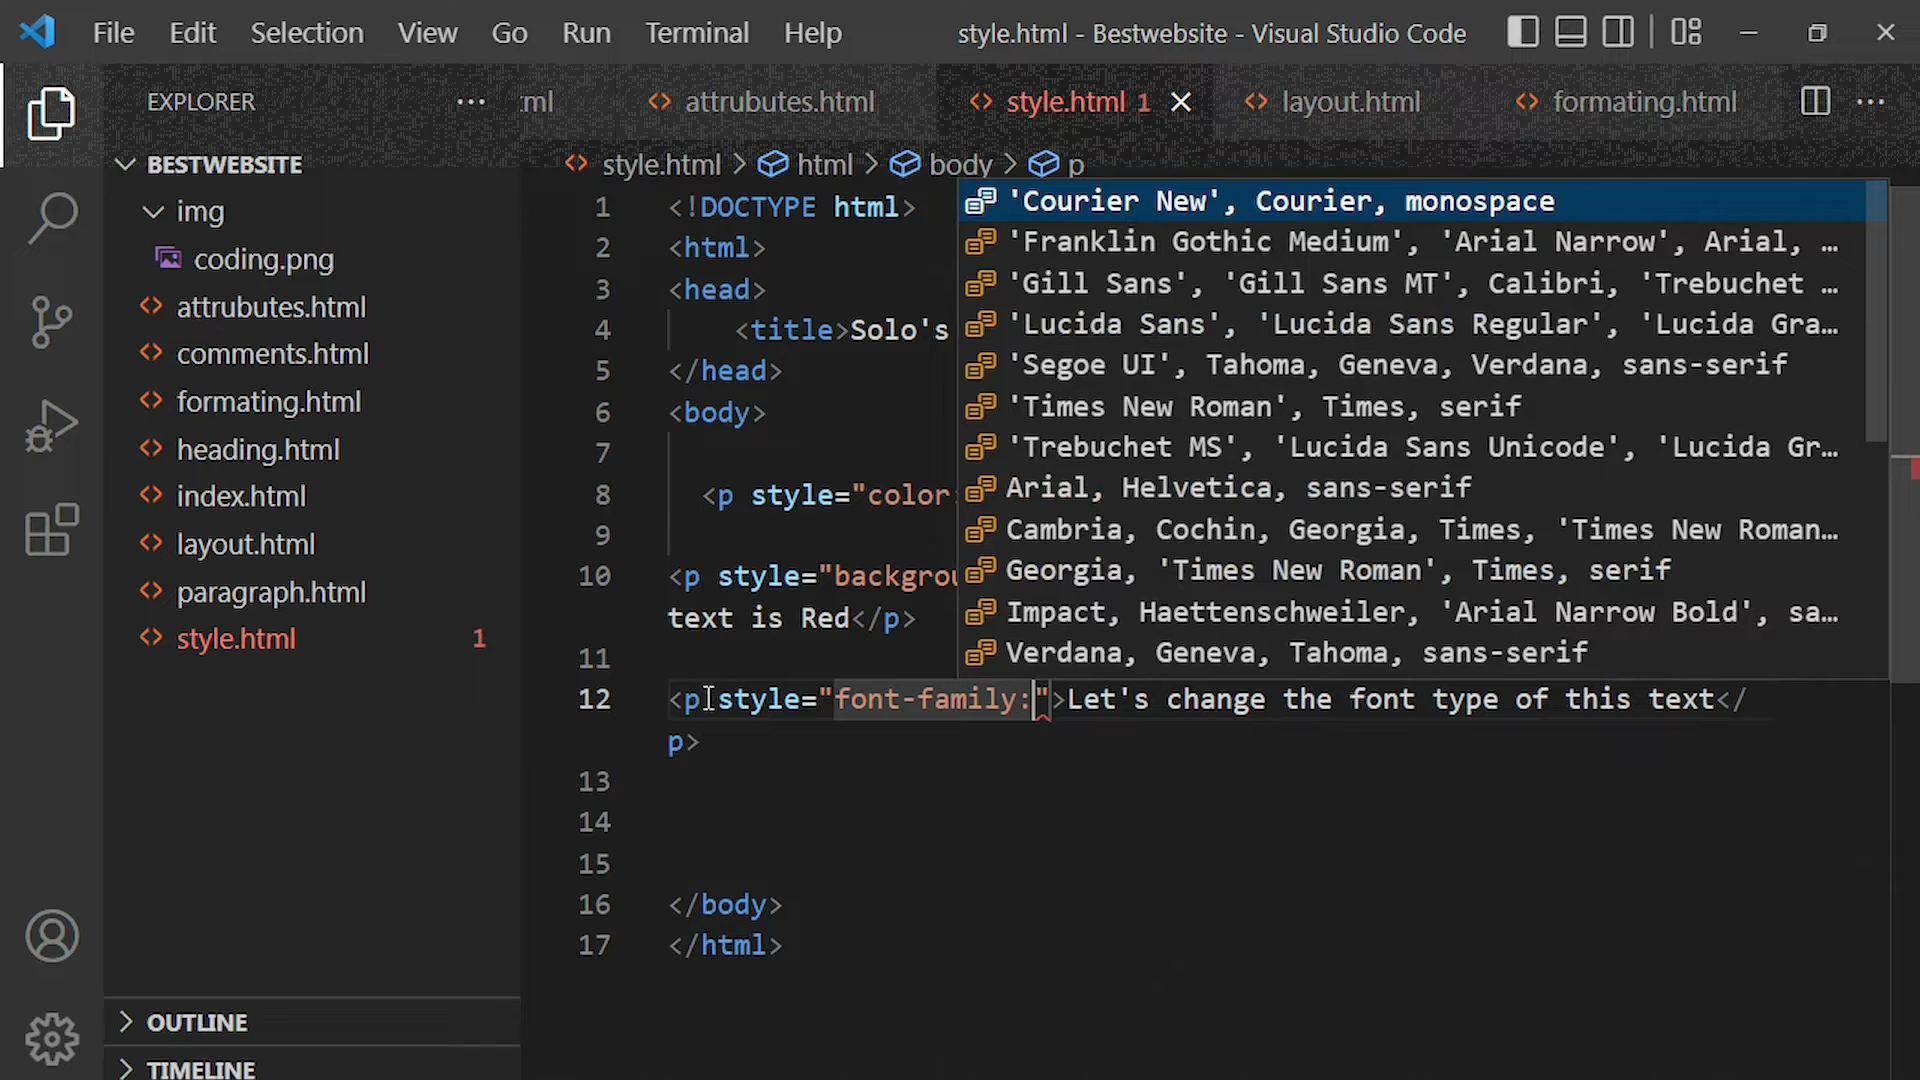 File Edit Selection View Go Run Terminal Help style.html - Bestwebsite - Visual Studio Code
EXPLORER ··· :ml attrubutes.html style.html 1 layout.html formating.html ···
BESTWEBSITE
style.html > html > body > p
img
coding.png
attrubutes.html
comments.html
formating.html
heading.html
index.html
layout.html
paragraph.html
style.html 1
OUTLINE
TIMELINE
1 <!DOCTYPE html>
2 <html>
3 <head>
4 <title>Solo's
5 </head>
6 <body>
7
8 <p style="color:
9
10 <p style="backgrou
text is Red</p>
11
12 <p style="font-family:">Let's change the font type of this text</
p>
13
14
15
16 </body>
17 </html>
'Courier New', Courier, monospace
'Franklin Gothic Medium', 'Arial Narrow', Arial, …
'Gill Sans', 'Gill Sans MT', Calibri, 'Trebuchet …
'Lucida Sans', 'Lucida Sans Regular', 'Lucida Gra…
'Segoe UI', Tahoma, Geneva, Verdana, sans-serif
'Times New Roman', Times, serif
'Trebuchet MS', 'Lucida Sans Unicode', 'Lucida Gr…
Arial, Helvetica, sans-serif
Cambria, Cochin, Georgia, Times, 'Times New Roman…
Georgia, 'Times New Roman', Times, serif
Impact, Haettenschweiler, 'Arial Narrow Bold', sa…
Verdana, Geneva, Tahoma, sans-serif